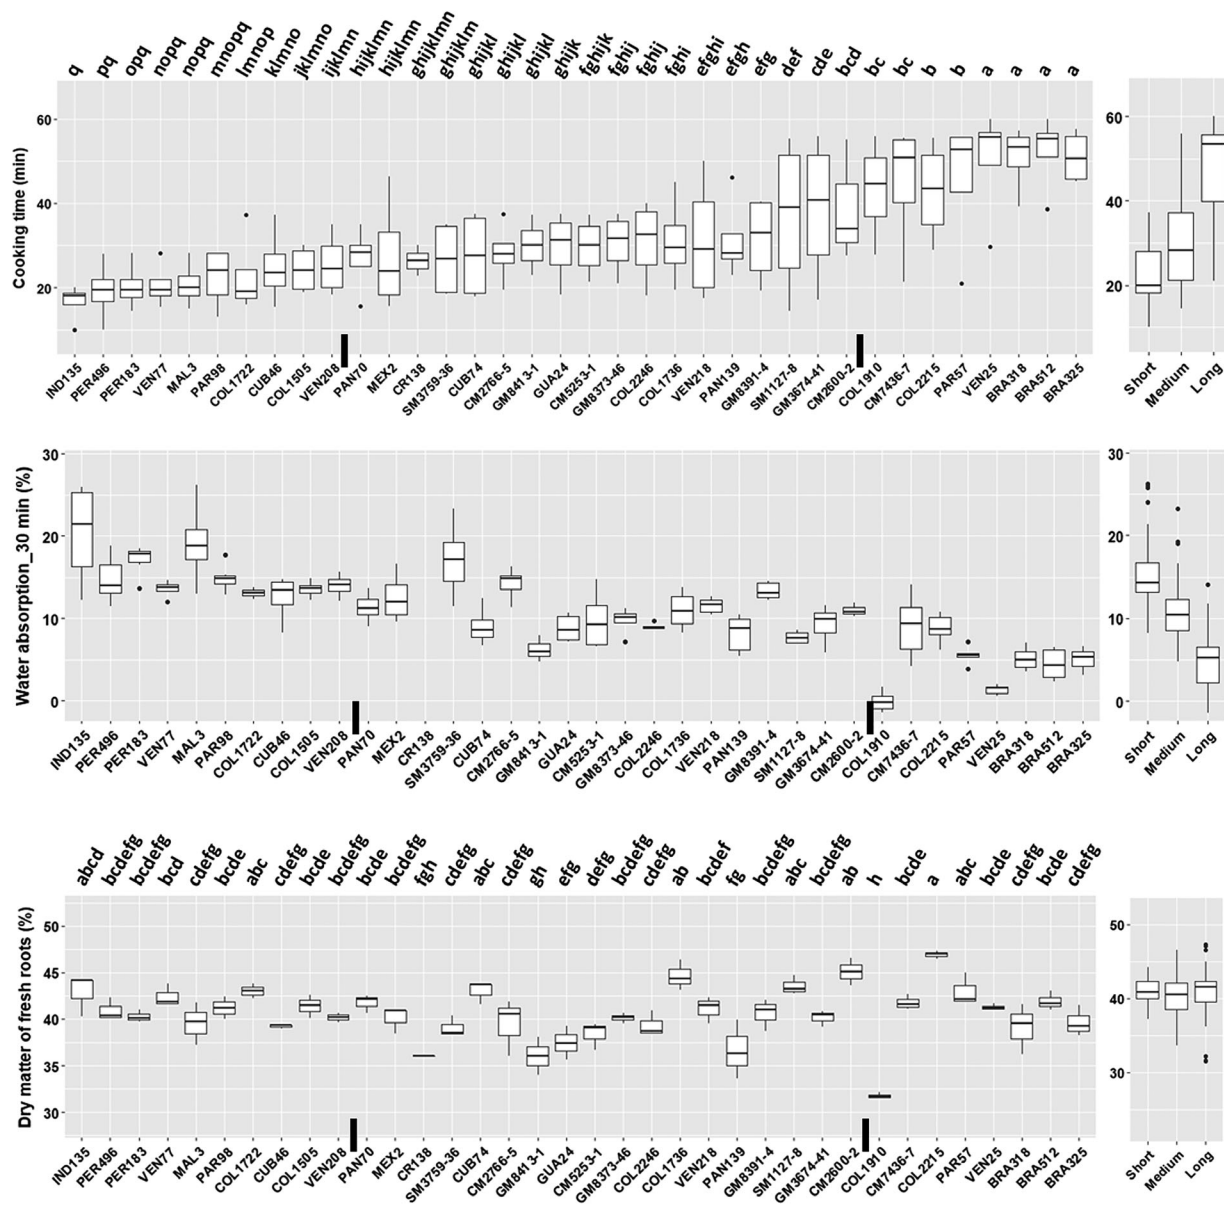 q pq opq nopq nopq mnopq lmnop klmno jklmno ijklmn hijklmn hijklmn ghijklmn ghijklm ghijkl ghijkl ghijkl ghijk fghijk fghij fghij fghi efghi efgh efg def cde bcd bc bc b b a a a a
Cooking time (min)
60 60
40 40
20 20
IND135 PER496 PER183 VEN77 MAL3 PAR98 COL1722 CUB46 COL1505 VEN208 PAN70 MEX2 CR138 SM3759-36 CUB74 CM2766-5 GM8413-1 GUA24 CM5253-1 GM8373-46 COL2246 COL1736 VEN218 PAN139 GM8391-4 SM1127-8 GM3674-41 CM2600-2 COL1910 CM7436-7 COL2215 PAR57 VEN25 BRA318 BRA512 BRA325 Short Medium Long
Water absorption_30 min (%)
30 30
20 20
10 10
0 0
IND135 PER496 PER183 VEN77 MAL3 PAR98 COL1722 CUB46 COL1505 VEN208 PAN70 MEX2 CR138 SM3759-36 CUB74 CM2766-5 GM8413-1 GUA24 CM5253-1 GM8373-46 COL2246 COL1736 VEN218 PAN139 GM8391-4 SM1127-8 GM3674-41 CM2600-2 COL1910 CM7436-7 COL2215 PAR57 VEN25 BRA318 BRA512 BRA325 Short Medium Long
abcd bcdefg bcdefg bcd cdefg bcde abc cdefg bcde bcdefg bcde bcdefg fgh cdefg abc cdefg gh efg defg bcdefg cdefg ab bcdef fg bcdefg abc bcdefg ab h bcde a abc bcde cdefg bcde cdefg
Dry matter of fresh roots (%)
50 50
45
40 40
35
30 30
IND135 PER496 PER183 VEN77 MAL3 PAR98 COL1722 CUB46 COL1505 VEN208 PAN70 MEX2 CR138 SM3759-36 CUB74 CM2766-5 GM8413-1 GUA24 CM5253-1 GM8373-46 COL2246 COL1736 VEN218 PAN139 GM8391-4 SM1127-8 GM3674-41 CM2600-2 COL1910 CM7436-7 COL2215 PAR57 VEN25 BRA318 BRA512 BRA325 Short Medium Long